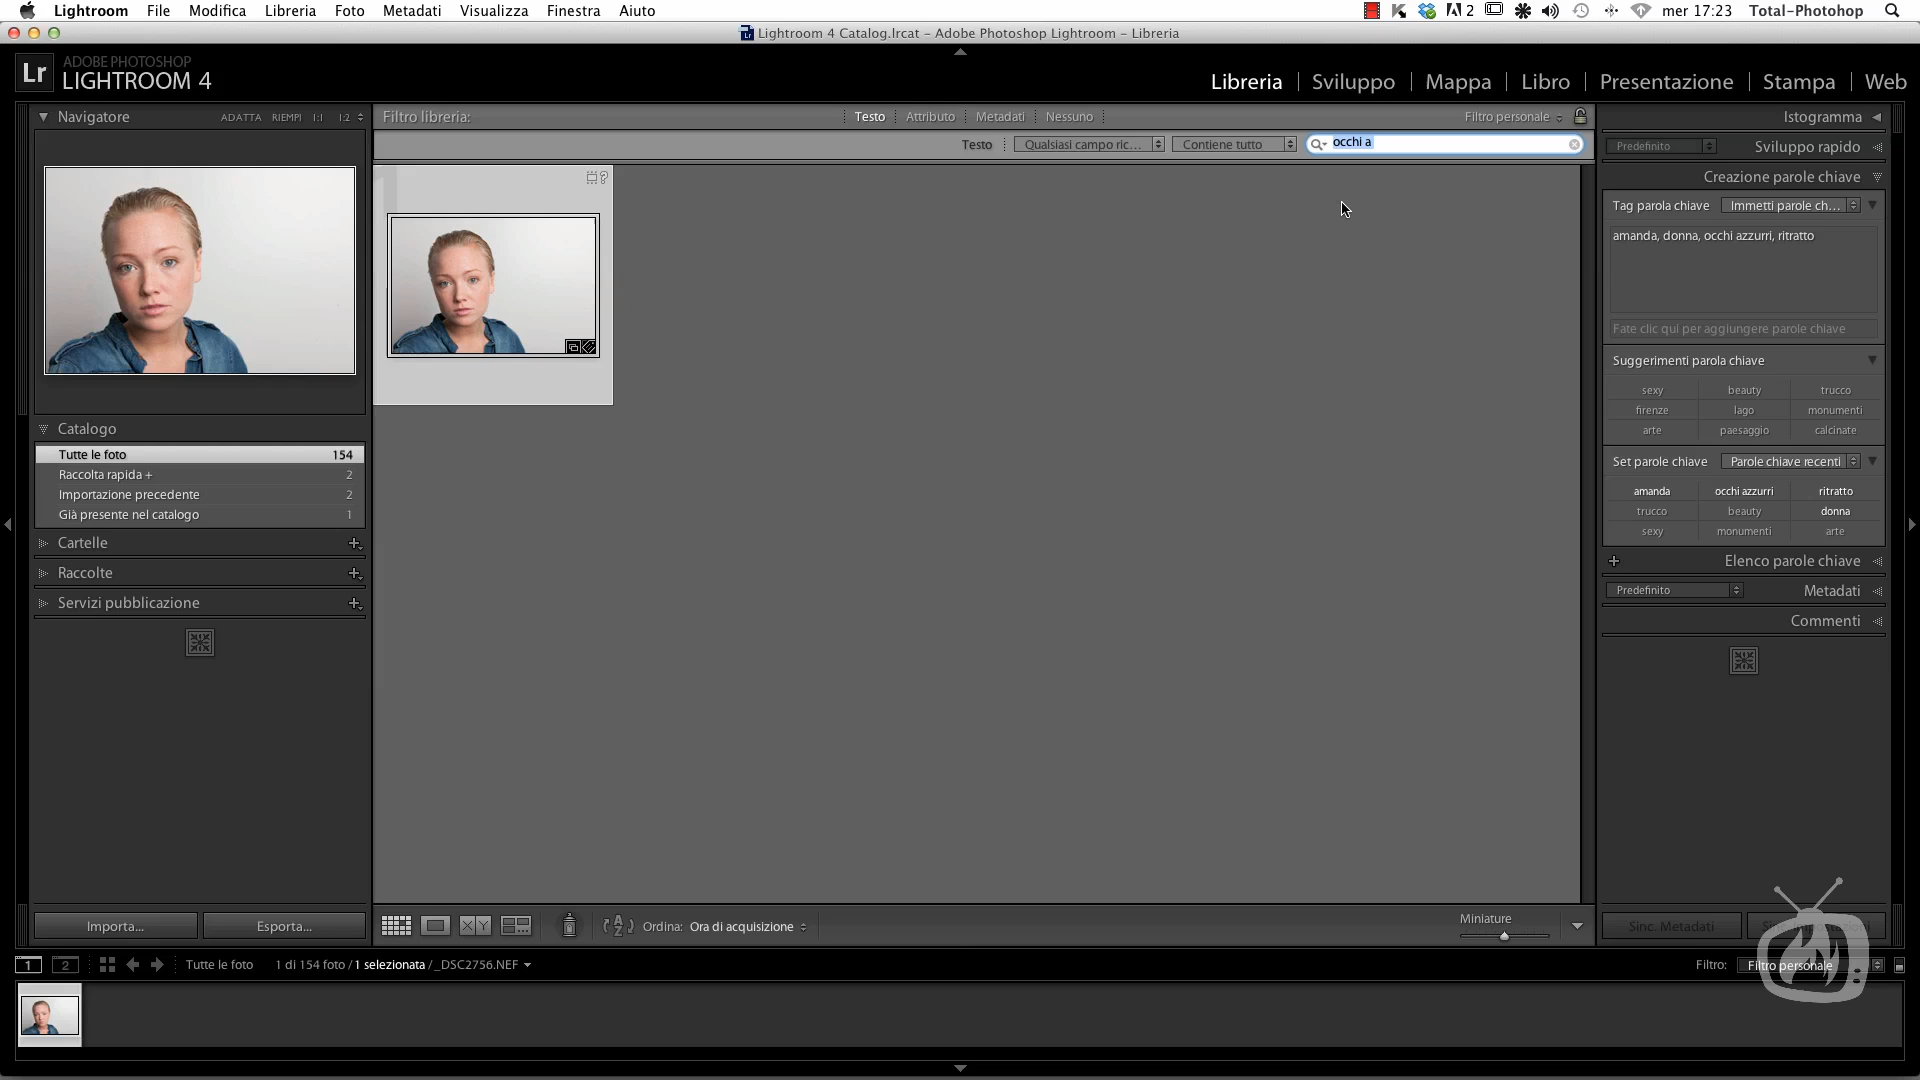 Lightroom File Modifica Libreria Foto Metadati Visualizza Finestra Aiuto 2 mer 17:23 Total-Photohop
Lightroom 4 Catalog.lrcat – Adobe Photoshop Lightroom – Libreria
Lr ADOBE PHOTOSHOP
LIGHTROOM 4
Libreria Sviluppo Mappa Libro Presentazione Stampa Web
Navigatore ADATTA RIEMPI 1:1 1:2
Filtro libreria: Testo Attributo Metadati Nessuno Filtro personale
Testo Qualsiasi campo ric... Contiene tutto occhi a
1
Catalogo
Tutte le foto 154
Raccolta rapida + 2
Importazione precedente 2
Già presente nel catalogo 1
Cartelle
Raccolte
Servizi pubblicazione
Importa... Esporta...
Istogramma
Predefinito Sviluppo rapido
Creazione parole chiave
Tag parola chiave Immetti parole ch...
amanda, donna, occhi azzurri, ritratto
Fate clic qui per aggiungere parole chiave
Suggerimenti parola chiave
sexy beauty trucco
firenze lago monumenti
arte paesaggio calcinate
Set parole chiave Parole chiave recenti
amanda occhi azzurri ritratto
trucco beauty donna
sexy monumenti arte
Elenco parole chiave
Predefinito Metadati
Commenti
XY Ordina: Ora di acquisizione Miniature
Sinc. Metadati
1 2 Tutte le foto 1 di 154 foto / 1 selezionata / _DSC2756.NEF Filtro: Filtro personale